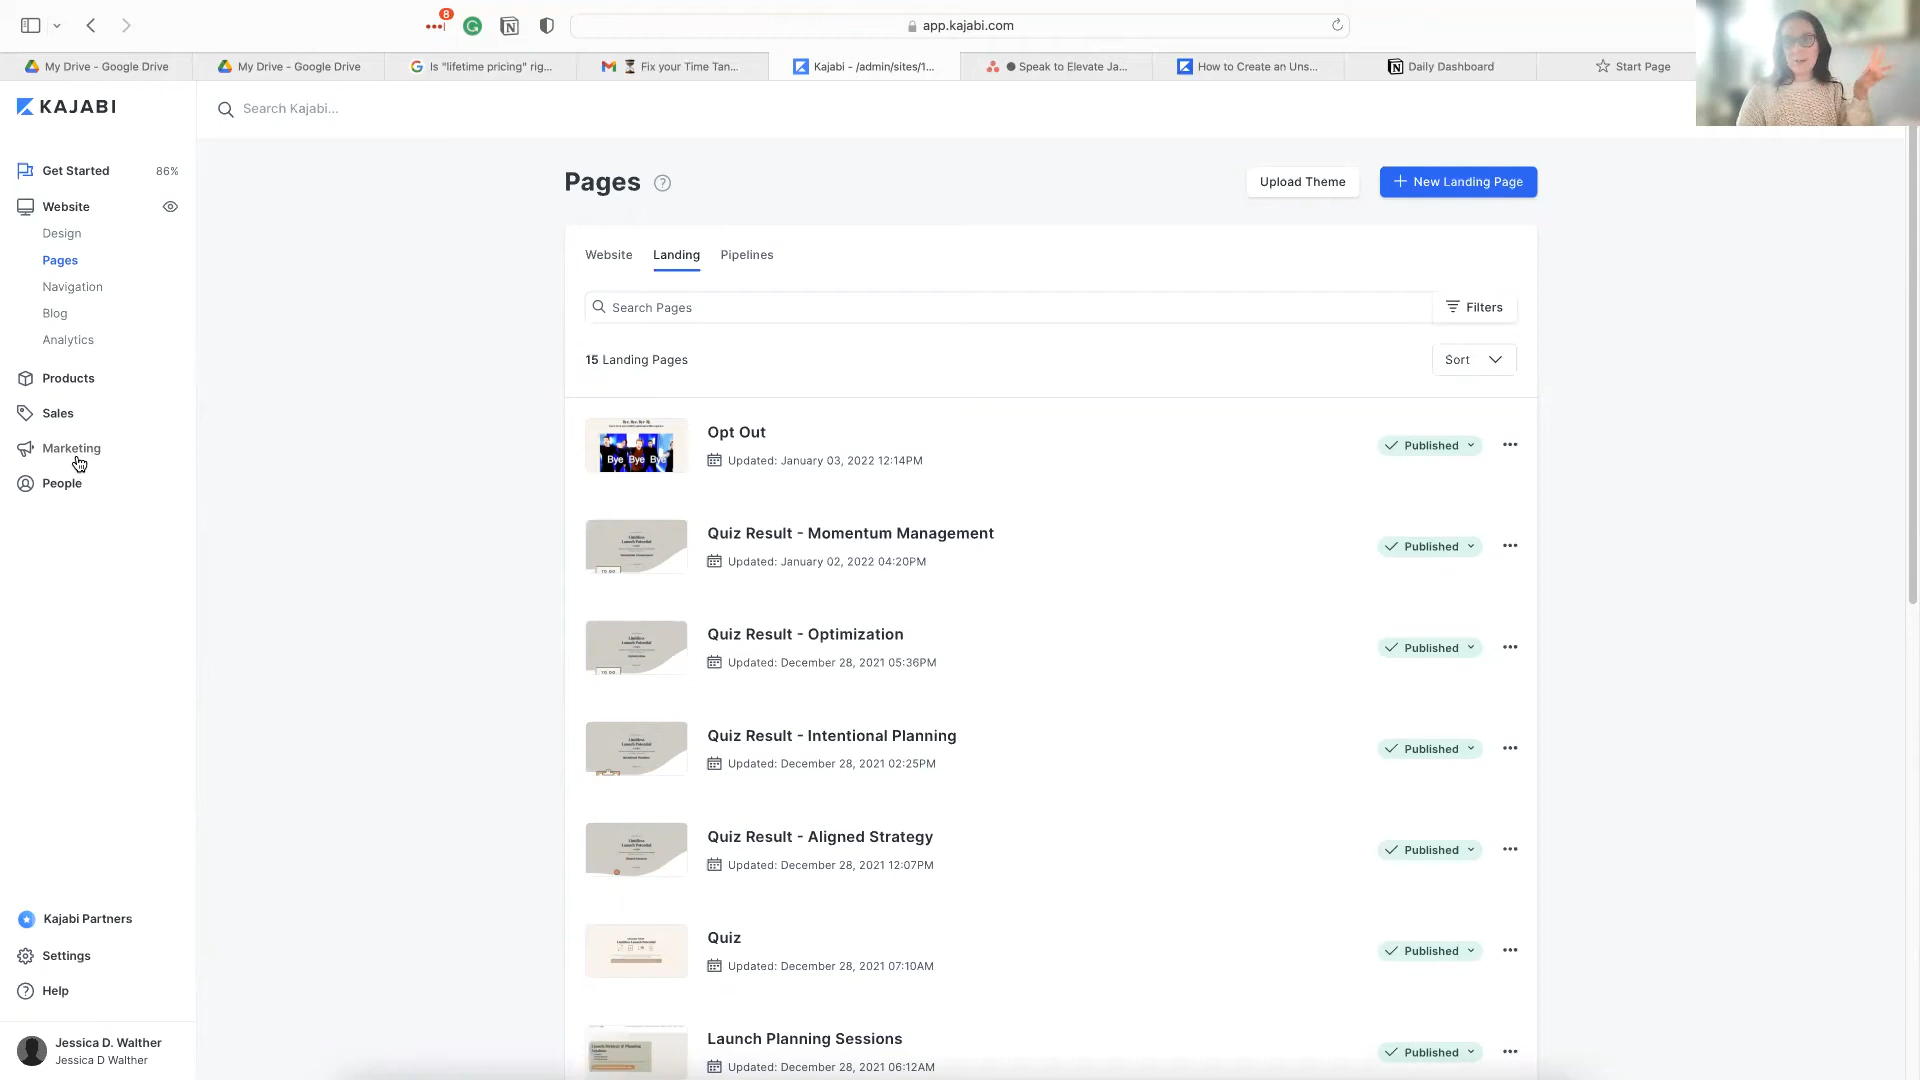 8
app.kajabi.com
My Drive - Google Drive
My Drive - Google Drive
Is "lifetime pricing" rig...
Fix your Time Tan...
Kajabi - /admin/sites/1...
Speak to Elevate Ja...
How to Create an Uns...
Daily Dashboard
Start Page
KAJABI
Search Kajabi...
Get Started 86%
Website
Design
Pages
Navigation
Blog
Analytics
Products
Sales
Marketing
People
Kajabi Partners
Settings
Help
Jessica D. Walther
Jessica D Walther
Pages
Upload Theme
New Landing Page
Website Landing Pipelines
Search Pages
Filters
15 Landing Pages
Sort
Bye Bye Bye
Opt Out
Updated: January 03, 2022 12:14PM
Published
Quiz Result - Momentum Management
Updated: January 02, 2022 04:20PM
Published
Quiz Result - Optimization
Updated: December 28, 2021 05:36PM
Published
Quiz Result - Intentional Planning
Updated: December 28, 2021 02:25PM
Published
Quiz Result - Aligned Strategy
Updated: December 28, 2021 12:07PM
Published
Quiz
Updated: December 28, 2021 07:10AM
Published
Launch Planning Sessions
Updated: December 28, 2021 06:12AM
Published